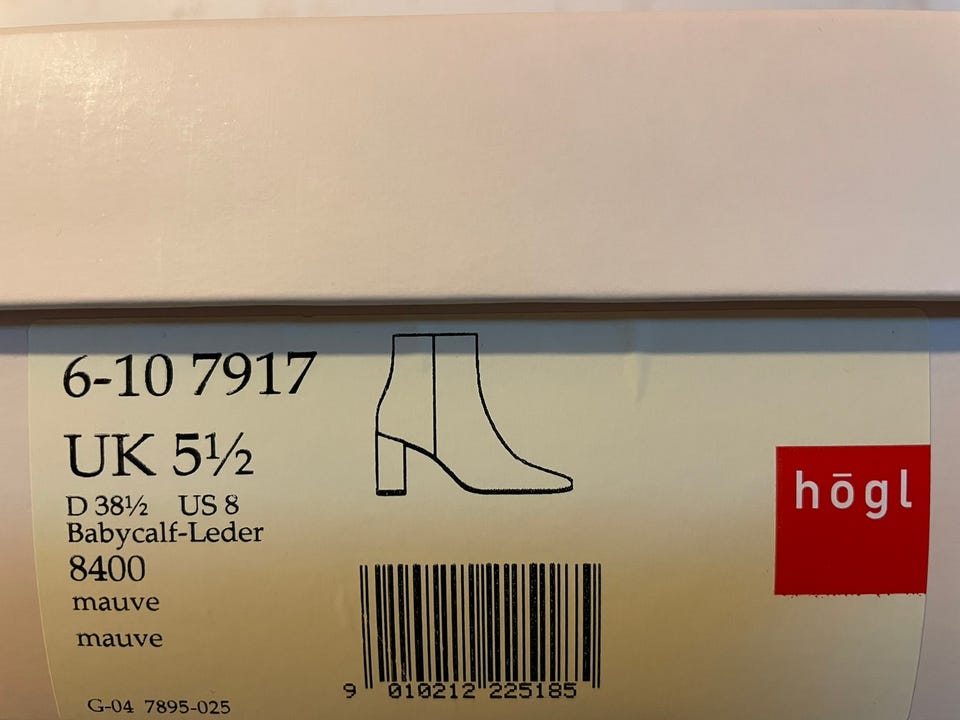 6-10 7917
UK 5½
D 38½ US 8
Babycalf-Leder
8400
mauve
mauve
G-04 7895-025
9 010212 225185
hōgl